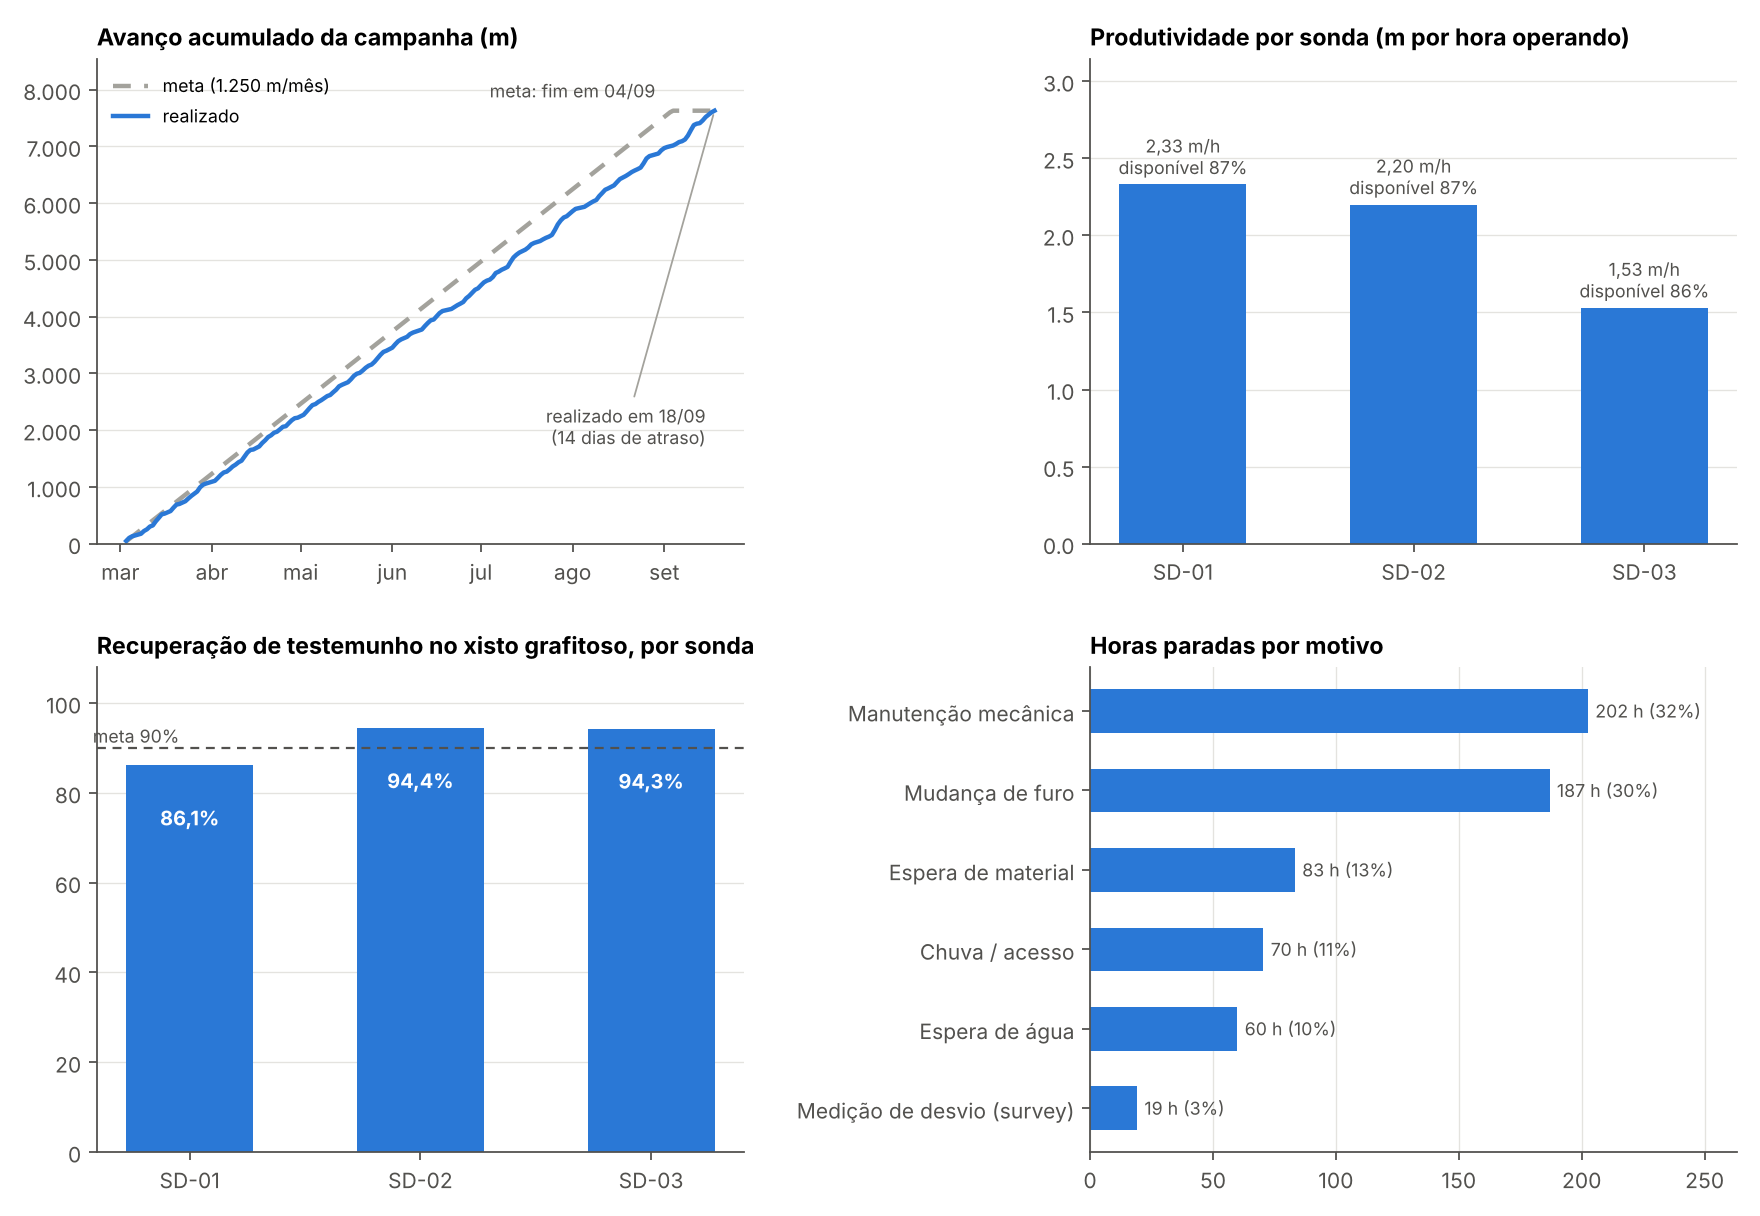 Avanço acumulado da campanha (m)
8.000
7.000
6.000
5.000
4.000
3.000
2.000
1.000
0
meta (1.250 m/mês)
realizado
meta: fim em 04/09
realizado em 18/09
(14 dias de atraso)
mar abr mai jun jul ago set
Produtividade por sonda (m por hora operando)
3.0
2.5
2.0
1.5
1.0
0.5
0.0
2,33 m/h
disponível 87%
2,20 m/h
disponível 87%
1,53 m/h
disponível 86%
SD-01 SD-02 SD-03
Recuperação de testemunho no xisto grafitoso, por sonda
100
80
60
40
20
0
meta 90%
86,1%
94,4%
94,3%
SD-01 SD-02 SD-03
Horas paradas por motivo
Manutenção mecânica 202 h (32%)
Mudança de furo 187 h (30%)
Espera de material 83 h (13%)
Chuva / acesso 70 h (11%)
Espera de água 60 h (10%)
Medição de desvio (survey) 19 h (3%)
0 50 100 150 200 250